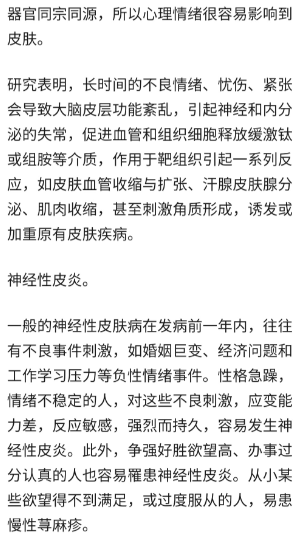 器官同宗同源，所以心理情绪很容易影响到
皮肤。
研究表明，长时间的不良情绪、忧伤、紧张
会导致大脑皮层功能紊乱，引起神经和内分
泌的失常，促进血管和组织细胞释放缓激钛
或组胺等介质，作用于靶组织引起一系列反
应，如皮肤血管收缩与扩张、汗腺皮肤腺分
泌、肌肉收缩，甚至刺激角质形成，诱发或
加重原有皮肤疾病。
神经性皮炎。
一般的神经性皮肤病在发病前一年内，往往
有不良事件刺激，如婚姻巨变、经济问题和
工作学习压力等负性情绪事件。性格急躁，
情绪不稳定的人，对这些不良刺激，应变能
力差，反应敏感，强烈而持久，容易发生神
经性皮炎。此外，争强好胜欲望高、办事过
分认真的人也容易罹患神经性皮炎。从小某
些欲望得不到满足，或过度服从的人，易患
慢性荨麻疹。